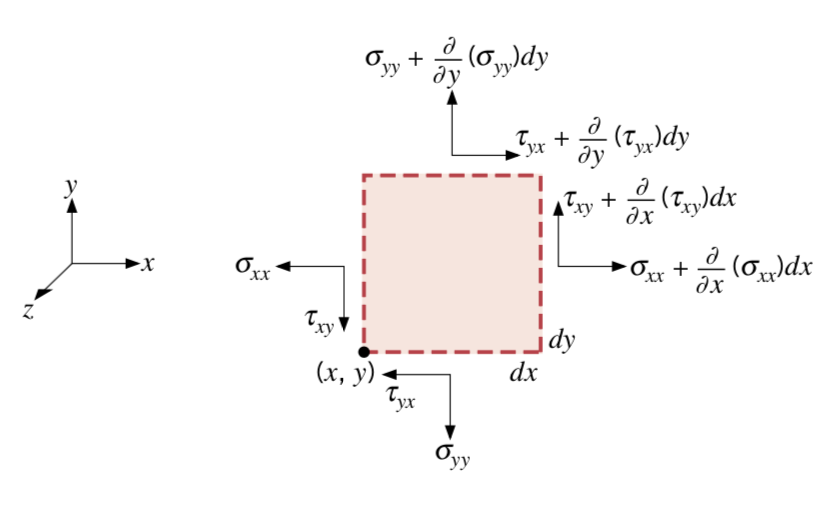 σyy + ∂/∂y (σyy)dy
τyx + ∂/∂y (τyx)dy
y
τxy + ∂/∂x (τxy)dx
x
σxx
σxx + ∂/∂x (σxx)dx
z
τxy
dy
(x, y)
dx
τyx
σyy